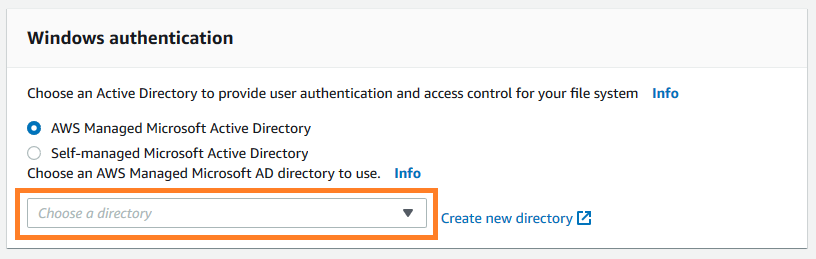 Windows authentication
Choose an Active Directory to provide user authentication and access control for your file system Info
AWS Managed Microsoft Active Directory
Self-managed Microsoft Active Directory
Choose an AWS Managed Microsoft AD directory to use. Info
Choose a directory
Create new directory